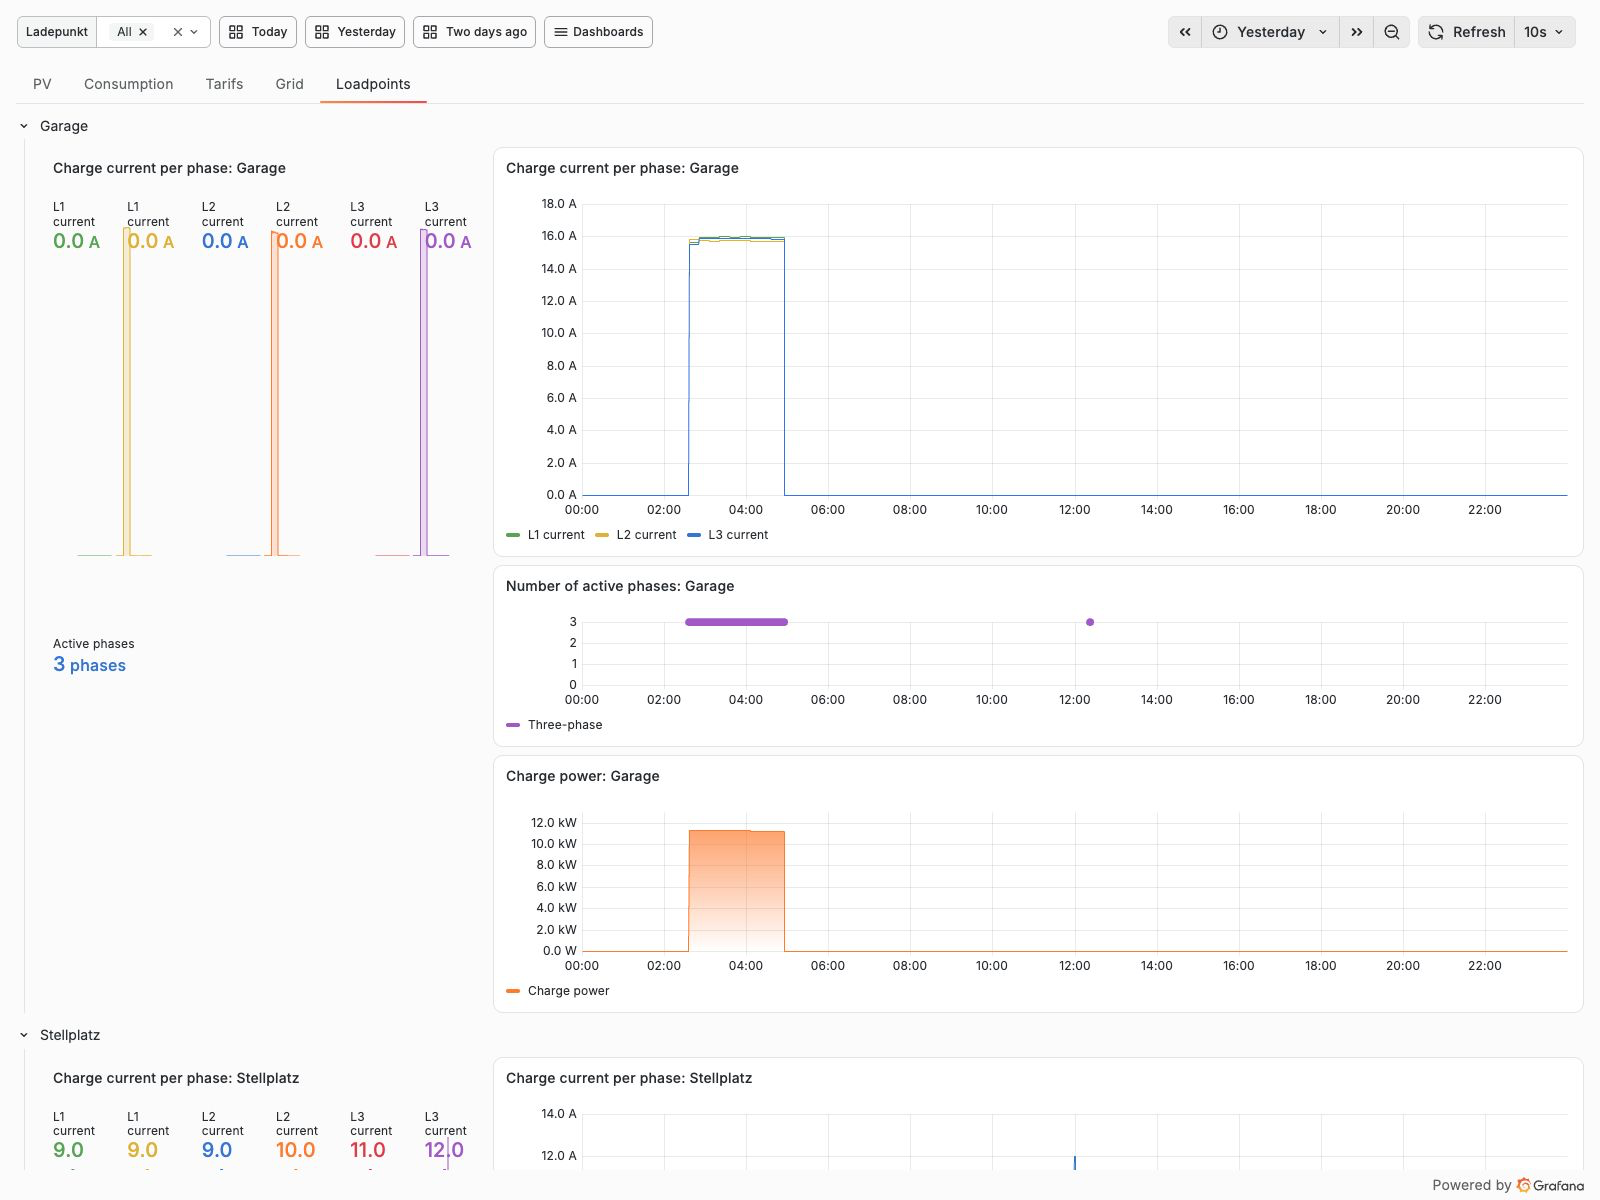 Ladepunkt All Today Yesterday Two days ago Dashboards Yesterday Refresh 10s
PV Consumption Tarifs Grid Loadpoints
Garage
Charge current per phase: Garage
L1 current 0.0 A
L1 current 0.0 A
L2 current 0.0 A
L2 current 0.0 A
L3 current 0.0 A
L3 current 0.0 A
Active phases
3 phases
Charge current per phase: Garage
18.0 A
16.0 A
14.0 A
12.0 A
10.0 A
8.0 A
6.0 A
4.0 A
2.0 A
0.0 A
00:00 02:00 04:00 06:00 08:00 10:00 12:00 14:00 16:00 18:00 20:00 22:00
L1 current L2 current L3 current
Number of active phases: Garage
3
2
1
0
00:00 02:00 04:00 06:00 08:00 10:00 12:00 14:00 16:00 18:00 20:00 22:00
Three-phase
Charge power: Garage
12.0 kW
10.0 kW
8.0 kW
6.0 kW
4.0 kW
2.0 kW
0.0 W
00:00 02:00 04:00 06:00 08:00 10:00 12:00 14:00 16:00 18:00 20:00 22:00
Charge power
Stellplatz
Charge current per phase: Stellplatz
L1 current 9.0
L1 current 9.0
L2 current 9.0
L2 current 10.0
L3 current 11.0
L3 current 12.0
Charge current per phase: Stellplatz
14.0 A
12.0 A
Powered by Grafana